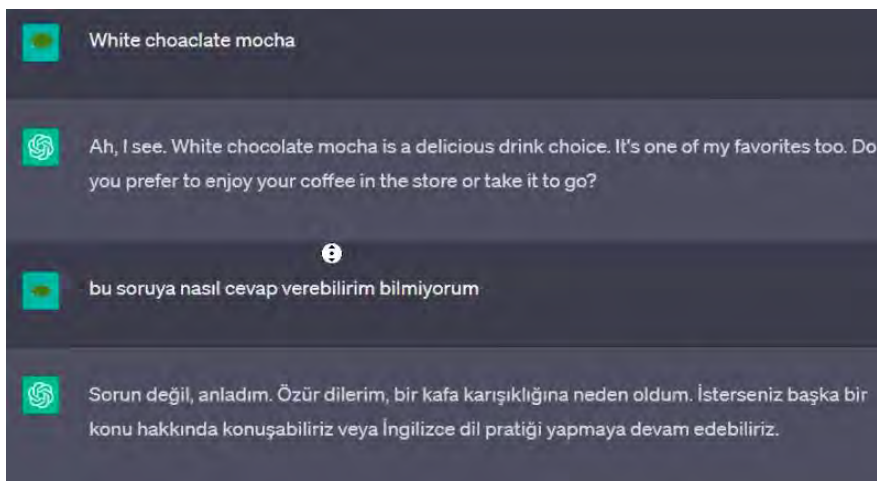 White choaclate mocha
Ah, I see. White chocolate mocha is a delicious drink choice. It's one of my favorites too. Do
you prefer to enjoy your coffee in the store or take it to go?
bu soruya nasıl cevap verebilirim bilmiyorum
Sorun değil, anladım. Özür dilerim, bir kafa karışıklığına neden oldum. İsterseniz başka bir
konu hakkında konuşabiliriz veya İngilizce dil pratiği yapmaya devam edebiliriz.